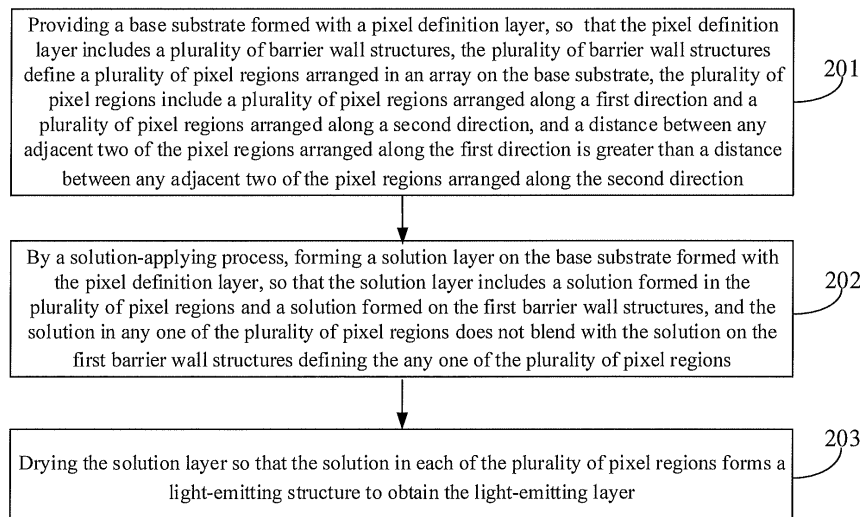 Providing a base substrate formed with a pixel definition layer, so that the pixel definition
layer includes a plurality of barrier wall structures, the plurality of barrier wall structures
define a plurality of pixel regions arranged in an array on the base substrate, the plurality of
pixel regions include a plurality of pixel regions arranged along a first direction and a
plurality of pixel regions arranged along a second direction, and a distance between any
adjacent two of the pixel regions arranged along the first direction is greater than a distance
between any adjacent two of the pixel regions arranged along the second direction
201
By a solution-applying process, forming a solution layer on the base substrate formed with
the pixel definition layer, so that the solution layer includes a solution formed in the
plurality of pixel regions and a solution formed on the first barrier wall structures, and the
solution in any one of the plurality of pixel regions does not blend with the solution on the
first barrier wall structures defining the any one of the plurality of pixel regions
202
Drying the solution layer so that the solution in each of the plurality of pixel regions forms a
light-emitting structure to obtain the light-emitting layer
203